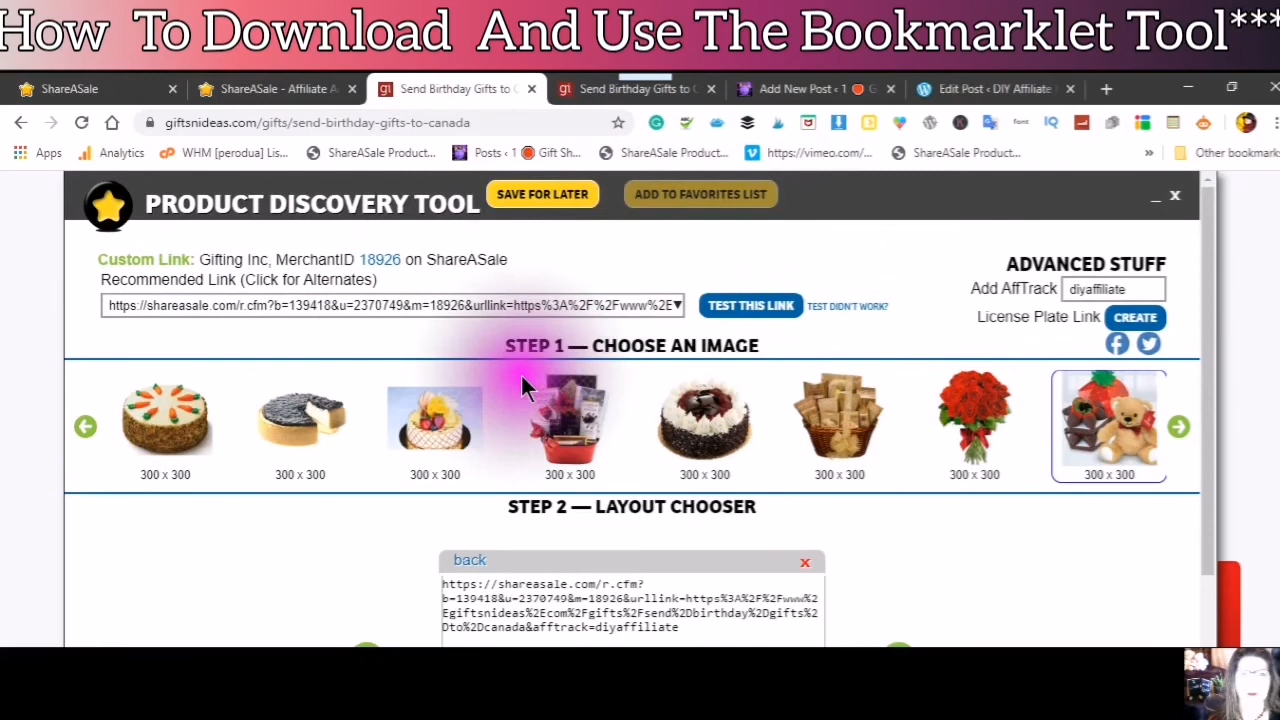 How To Download And Use The Bookmarklet Tool***
ShareASale
ShareASale - Affiliate A
Send Birthday Gifts to C
Send Birthday Gifts to C
Add New Post ‹ 1 🔴 G
Edit Post ‹ DIY Affiliate
giftsnideas.com/gifts/send-birthday-gifts-to-canada
Apps
Analytics
WHM [perodua] Lis...
ShareASale Product...
Posts ‹ 1 🔴 Gift Sh...
ShareASale Product...
https://vimeo.com/...
ShareASale Product...
»
Other bookmark
PRODUCT DISCOVERY TOOL
SAVE FOR LATER
ADD TO FAVORITES LIST
_ x
Custom Link: Gifting Inc, MerchantID 18926 on ShareASale
Recommended Link (Click for Alternates)
https://shareasale.com/r.cfm?b=139418&u=2370749&m=18926&urllink=https%3A%2F%2Fwww%2E
TEST THIS LINK
TEST DIDN'T WORK?
ADVANCED STUFF
Add AffTrack diyaffiliate
License Plate Link CREATE
STEP 1 — CHOOSE AN IMAGE
300 x 300
300 x 300
300 x 300
300 x 300
300 x 300
300 x 300
300 x 300
300 x 300
STEP 2 — LAYOUT CHOOSER
back
x
https://shareasale.com/r.cfm?
b=139418&u=2370749&m=18926&urllink=https%3A%2F%2Fwww%2
Egiftsnideas%2Ecom%2Fgifts%2Fsend%2Dbirthday%2Dgifts%2
Dto%2Dcanada&afftrack=diyaffiliate